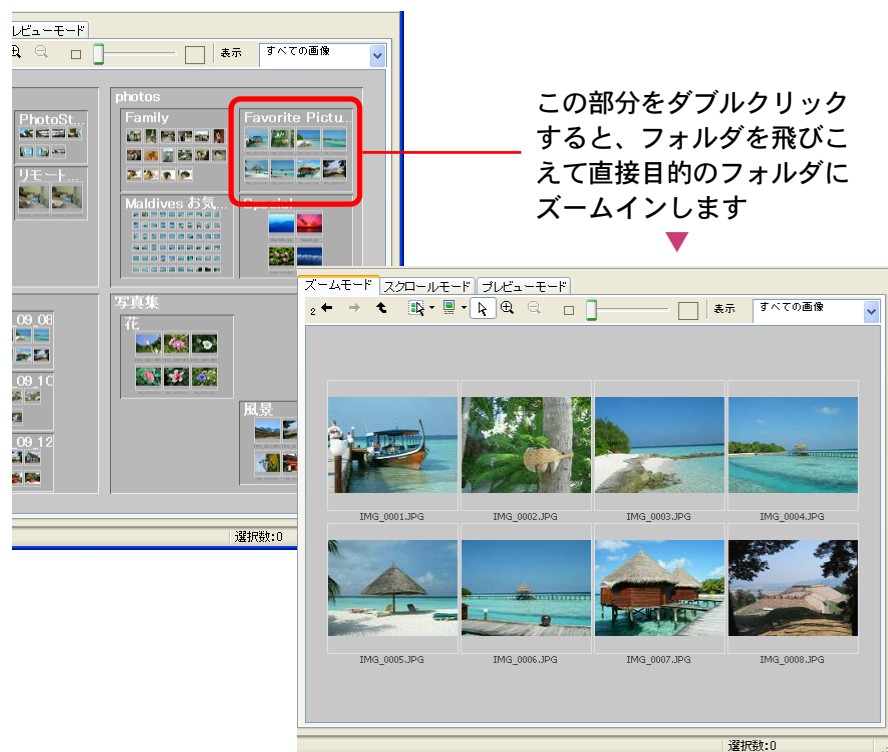 レビューモード
表示 すべての画像
photos
PhotoSt...
Family
Favorite Pictu...
リモート...
Maldives お気...
Special
この部分をダブルクリック
すると、フォルダを飛びこ
えて直接目的のフォルダに
ズームインします
▼
09_08
09_10
09_12
写真集
花
風景
選択数:0
ズームモード スクロールモード プレビューモード
2 表示 すべての画像
IMG_0001.JPG IMG_0002.JPG IMG_0003.JPG IMG_0004.JPG
IMG_0005.JPG IMG_0006.JPG IMG_0007.JPG IMG_0008.JPG
選択数:0